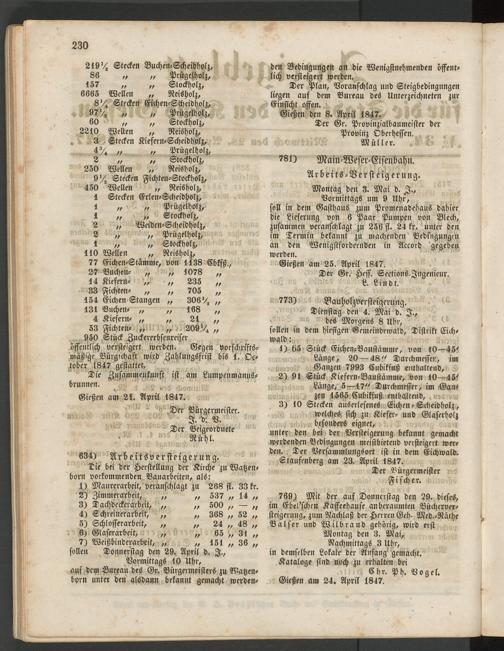 230
219¼ Stecken Buchen-Scheidholz,
86 „ „ Prügelholz,
157 „ „ Stockholz,
6665 Wellen „ Reisholz,
8¼ Stecken Eichen-Scheidholz,
97¾ „ „ Prügelholz,
60 „ „ Stockholz,
2210 Wellen „ Reisholz,
3 Stecken Kiefern-Scheidholz,
4¾ „ „ Prügelholz,
2 „ „ Stockholz,
250 Wellen „ Reisholz,
9¼ Stecken Fichten-Stockholz,
450 Wellen „ Reisholz,
1 Stecken Erlen-Scheidholz,
1 „ „ Prügelholz,
1 „ „ Stockholz,
2 „ Weiden-Scheidholz,
2 „ „ Prügelholz,
1 „ „ Stockholz,
110 Wellen „ Reisholz,
77 Eichen-Stämme, von 1438 Cbkff.,
27 Buchen- „ „ 1078 „
14 Kiefern- „ „ 235 „
33 Fichten- „ „ 705 „
154 Eichen-Stangen „ 306¼ „
131 Buchen- „ „ 168 „
4 Kiefern- „ „ 21 „
53 Fichten- „ „ 209¼ „
950 Stück Zuckererbsenreiser
öffentlich versteigert werden. Gegen vorschrifts-
mäßige Bürgschaft wird Zahlungsfrist bis 1. Oc-
tober 1847 gestattet.
Die Zusammenkunft ist am Lumpenmanns-
brunnen.
Gießen am 21. April 1847.
Der Bürgermeister.
J. d. V.
Der Beigeordnete
Rühl.
634) Arbeitsversteigerung.
Die bei der Herstellung der Kirche zu Watzen-
born vorkommenden Bauarbeiten, als:
1) Maurerarbeit, veranschlagt zu 268 fl. 33 kr.
2) Zimmerarbeit, „ „ 537 „ 14 „
3) Dachdeckerarbeit „ „ 500 „ — „
4) Schreinerarbeit „ „ 368 „ 52 „
5) Schlosserarbeit, „ „ 24 „ 48 „
6) Glaserarbeit, „ „ 65 „ 31 „
7) Weißbinderarbeit „ „ 151 „ 36 „
sollen Donnerstag den 29. April d. J.,
Vormittags 10 Uhr,
auf dem Bureau des Gr. Bürgermeisters zu Watzen-
born unter den alsdann bekannt gemacht werden-
den Bedingungen an die Wenigstnehmenden öffent-
lich versteigert werden.
Der Plan, Voranschlag und Steigbedingungen
liegen auf dem Bureau des Unterzeichneten zur
Einsicht offen.
Gießen den 8. April 1847.
Der Gr. Provinzialbaumeister der
Provinz Oberhessen.
Müller.
781) Main-Weser-Eisenbahn.
Arbeits-Versteigerung.
Montag den 3. Mai d. J.,
Vormittags um 9 Uhr,
soll in dem Gasthaus zum Promenadehaus dahier
die Lieferung von 6 Paar Pumpen von Blech,
zusammen veranschlagt zu 256 fl. 24 kr. unter den
im Termin bekannt zu machenden Bedingungen
an den Wenigstfordernden in Accord gegeben
werden.
Gießen am 25. April 1847.
Der Gr. Hess. Sections-Ingenieur.
L. Lindt.
773) Bauholzversteigerung.
Dienstag den 4. Mai d. J.,
des Morgens 8 Uhr,
sollen in dem hiesigen Gemeindewald, Distrikt Eich-
wald:
1) 65 Stück Eichen-Baustämme, von 10—45′
Länge, 20—48″ Durchmesser, im
Ganzen 7993 Cubikfuß enthaltend,
2) 91 Stück Kiefern-Baustämme, von 10—45′
Länge, 5—17″ Durchmesser, im Gan-
zen 1565 Cubikfuß enthaltend,
3) 10 Stecken auserlesenes Eichen-Scheidholz,
welches sich zu Kiefer- und Glaserholz
besonders eignet,
unter den bei der Versteigerung bekannt gemacht
werdenden Bedingungen meistbietend versteigert wer-
den. Der Versammlungsort ist in dem Eichwald.
Staufenberg am 23. April 1847.
Der Bürgermeister
Fischer.
769) Mit der auf Donnerstag den 29. dieses,
im Ebel'schen Kaffeehause anberaumten Bücherver-
steigerung, zum Nachlaß der Herren Geh. Med.-Räthe
Balser und Wilbrand gehörig, wird erst
Montag den 3. Mai,
Nachmittags 3 Uhr,
in demselben Lokale der Anfang gemacht.
Kataloge sind noch zu erhalten bei
Chr. Ph. Vogel.
Gießen am 24. April 1847.